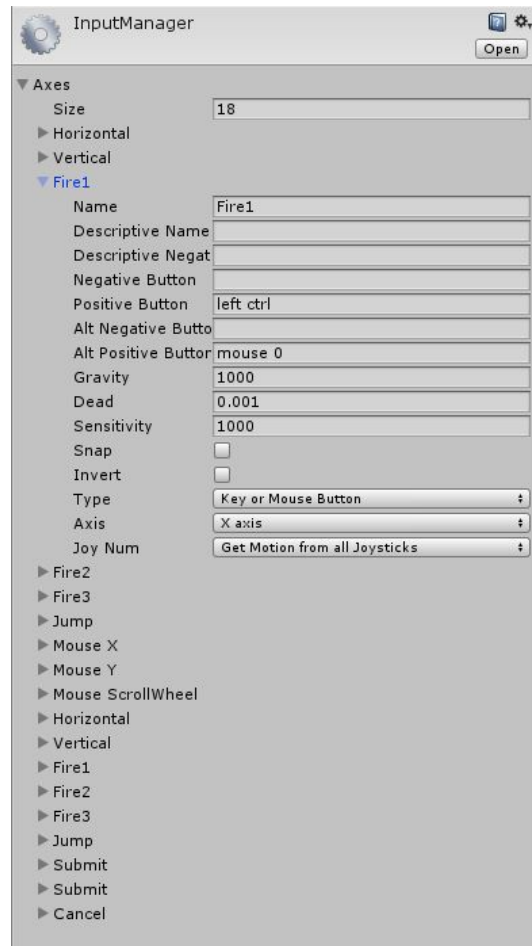 InputManager
Open
Axes
Size 18
Horizontal
Vertical
Fire1
Name Fire1
Descriptive Name
Descriptive Negat
Negative Button
Positive Button left ctrl
Alt Negative Butto
Alt Positive Buttor mouse 0
Gravity 1000
Dead 0.001
Sensitivity 1000
Snap
Invert
Type Key or Mouse Button
Axis X axis
Joy Num Get Motion from all Joysticks
Fire2
Fire3
Jump
Mouse X
Mouse Y
Mouse ScrollWheel
Horizontal
Vertical
Fire1
Fire2
Fire3
Jump
Submit
Submit
Cancel